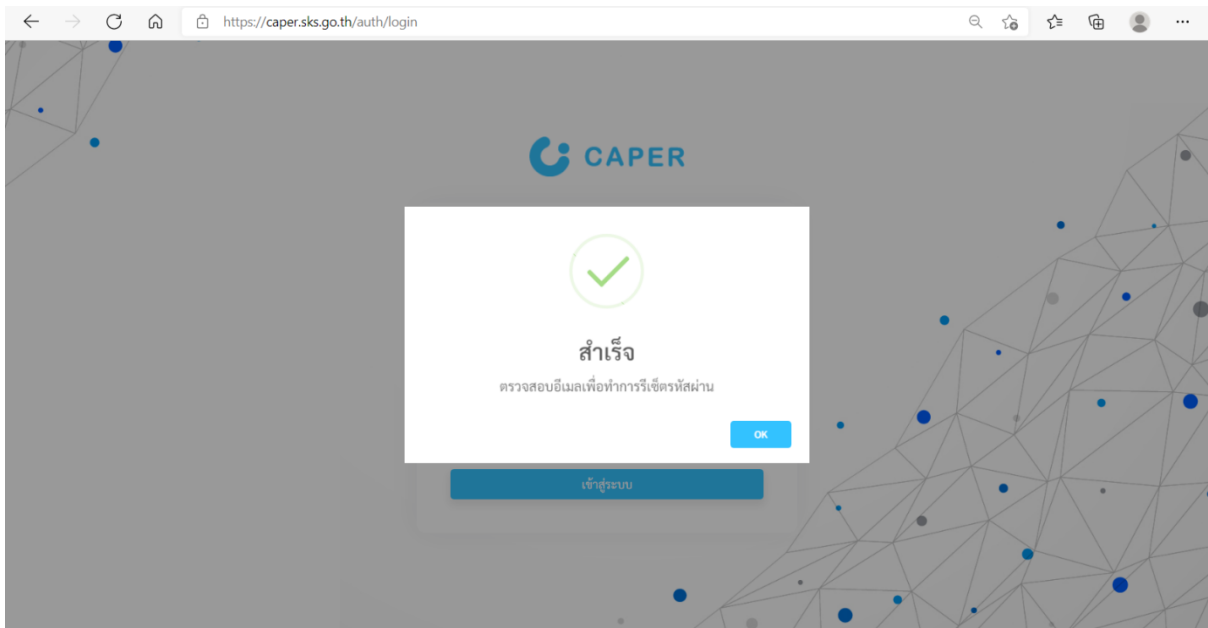 https://caper.sks.go.th/auth/login
CAPER
สำเร็จ
ตรวจสอบอีเมลเพื่อทำการรีเซ็ตรหัสผ่าน
OK
เข้าสู่ระบบ